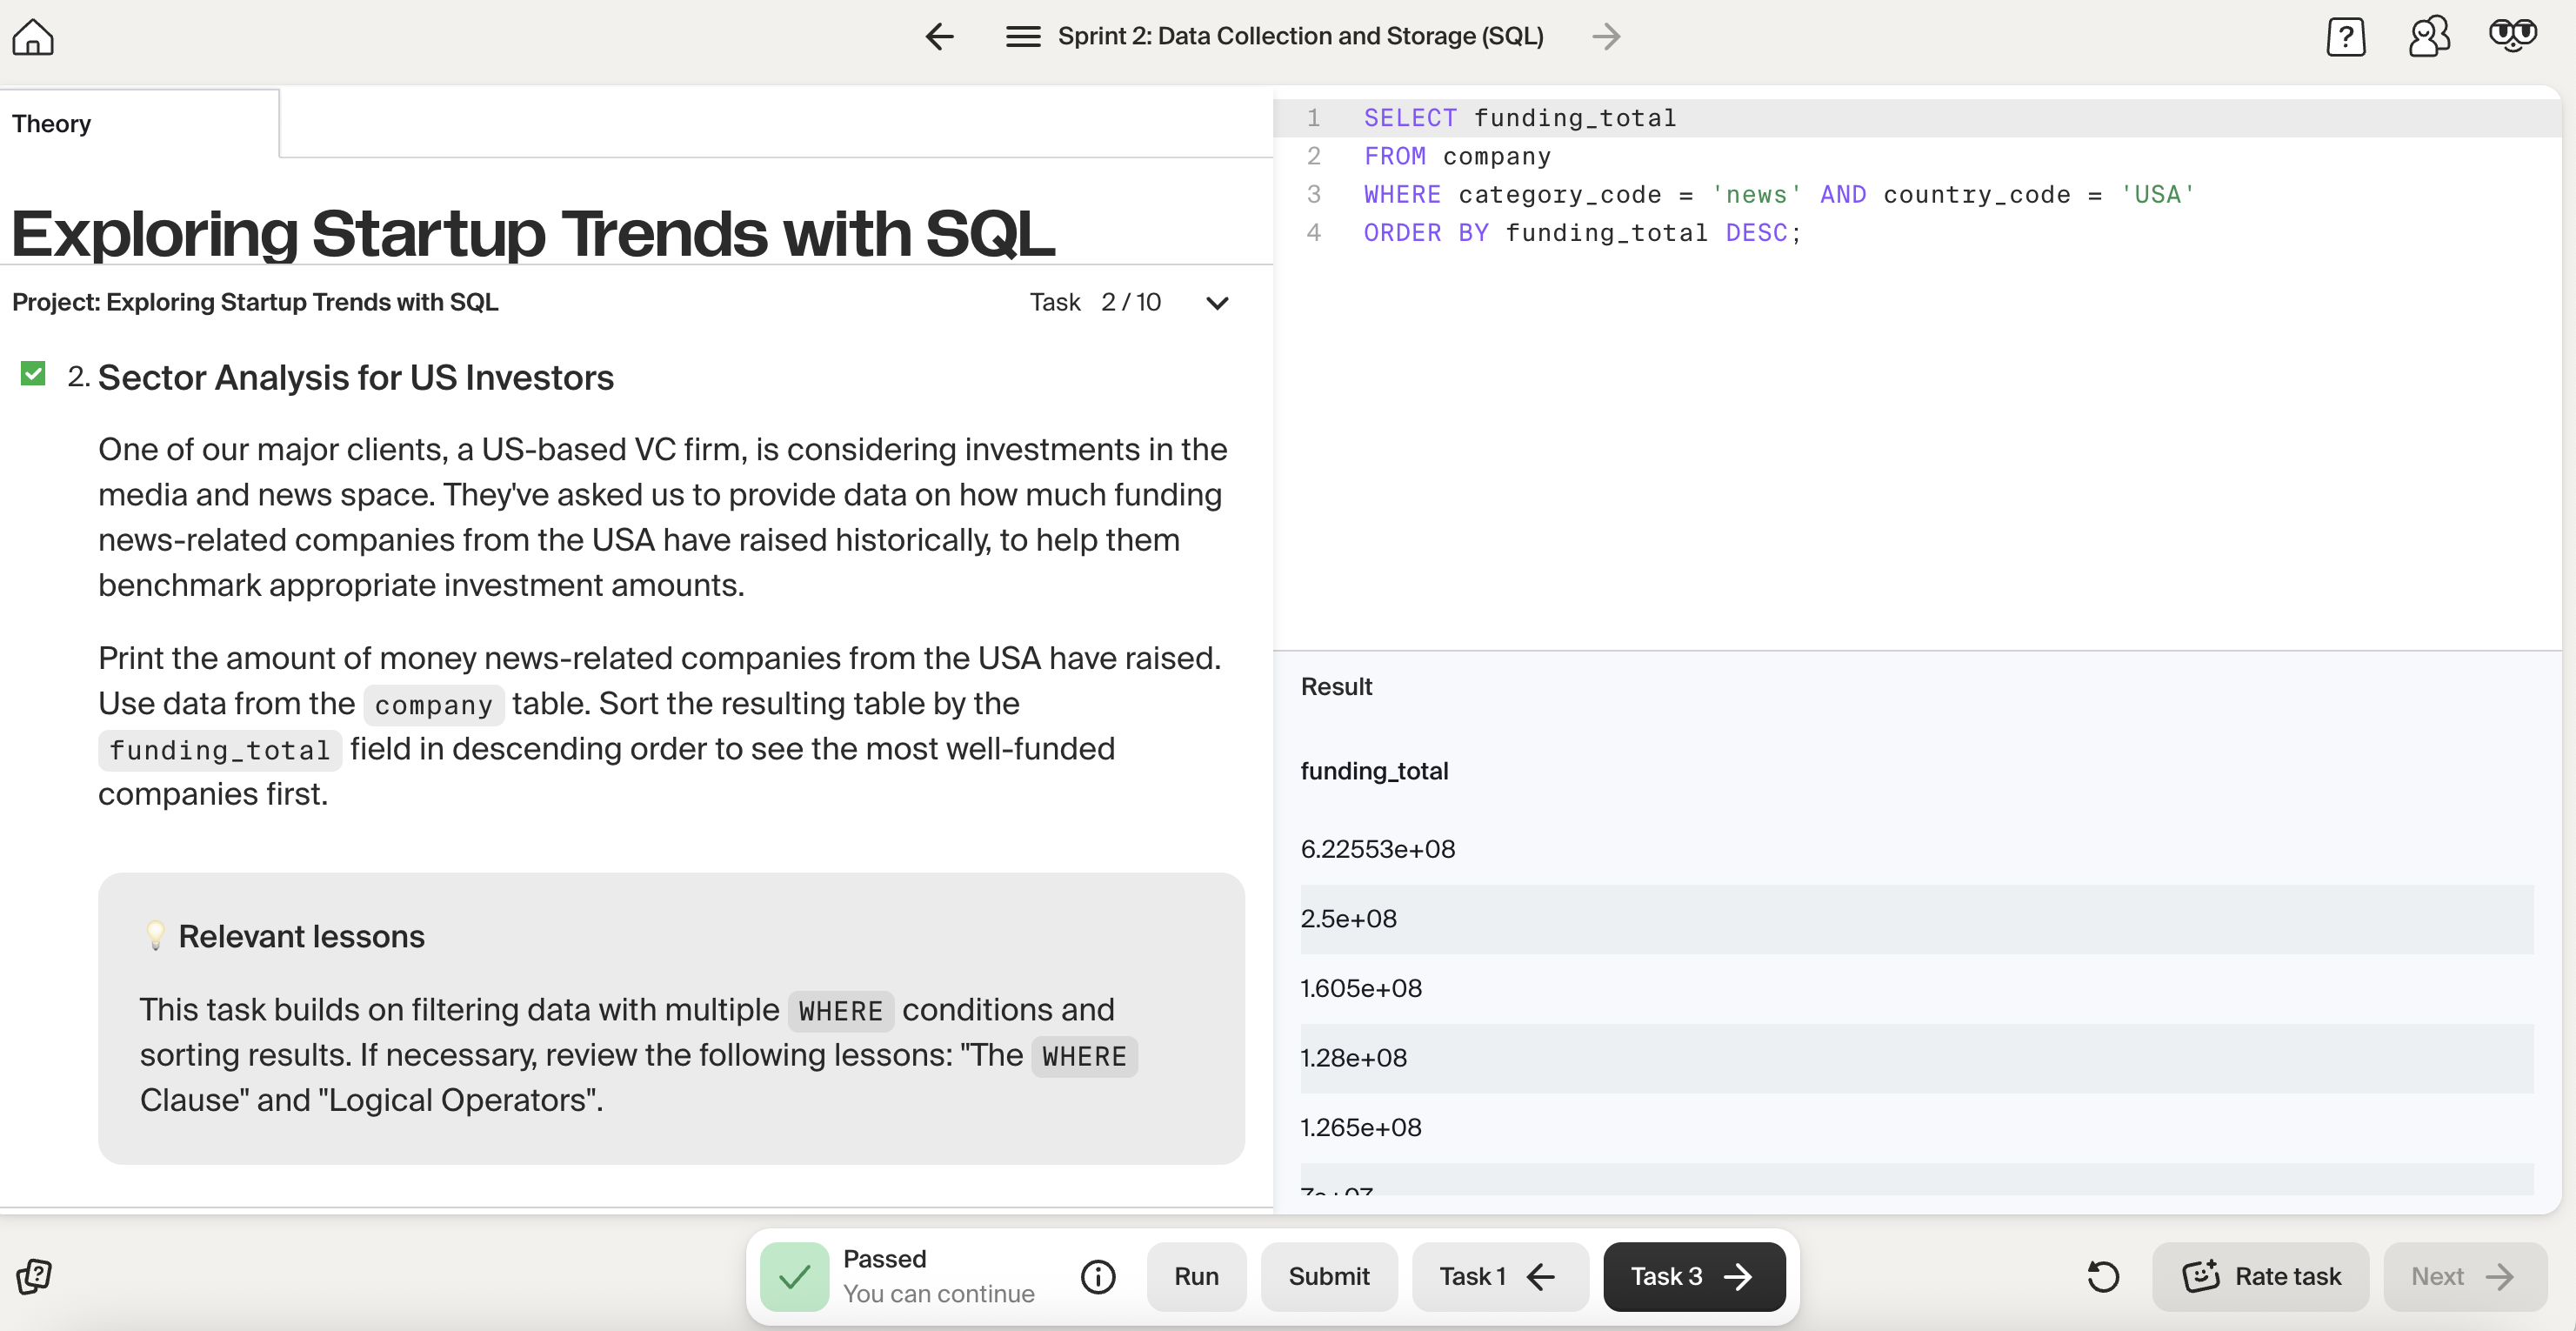 Sprint 2: Data Collection and Storage (SQL)
Theory
Exploring Startup Trends with SQL
Project: Exploring Startup Trends with SQL
Task 2 / 10
2. Sector Analysis for US Investors
One of our major clients, a US-based VC firm, is considering investments in the
media and news space. They've asked us to provide data on how much funding
news-related companies from the USA have raised historically, to help them
benchmark appropriate investment amounts.
Print the amount of money news-related companies from the USA have raised.
Use data from the company table. Sort the resulting table by the
funding_total field in descending order to see the most well-funded
companies first.
💡 Relevant lessons
This task builds on filtering data with multiple WHERE conditions and
sorting results. If necessary, review the following lessons: "The WHERE
Clause" and "Logical Operators".
1 SELECT funding_total
2 FROM company
3 WHERE category_code = 'news' AND country_code = 'USA'
4 ORDER BY funding_total DESC;
Result
funding_total
6.22553e+08
2.5e+08
1.605e+08
1.28e+08
1.265e+08
Passed
You can continue
Run
Submit
Task 1
Task 3
Rate task
Next